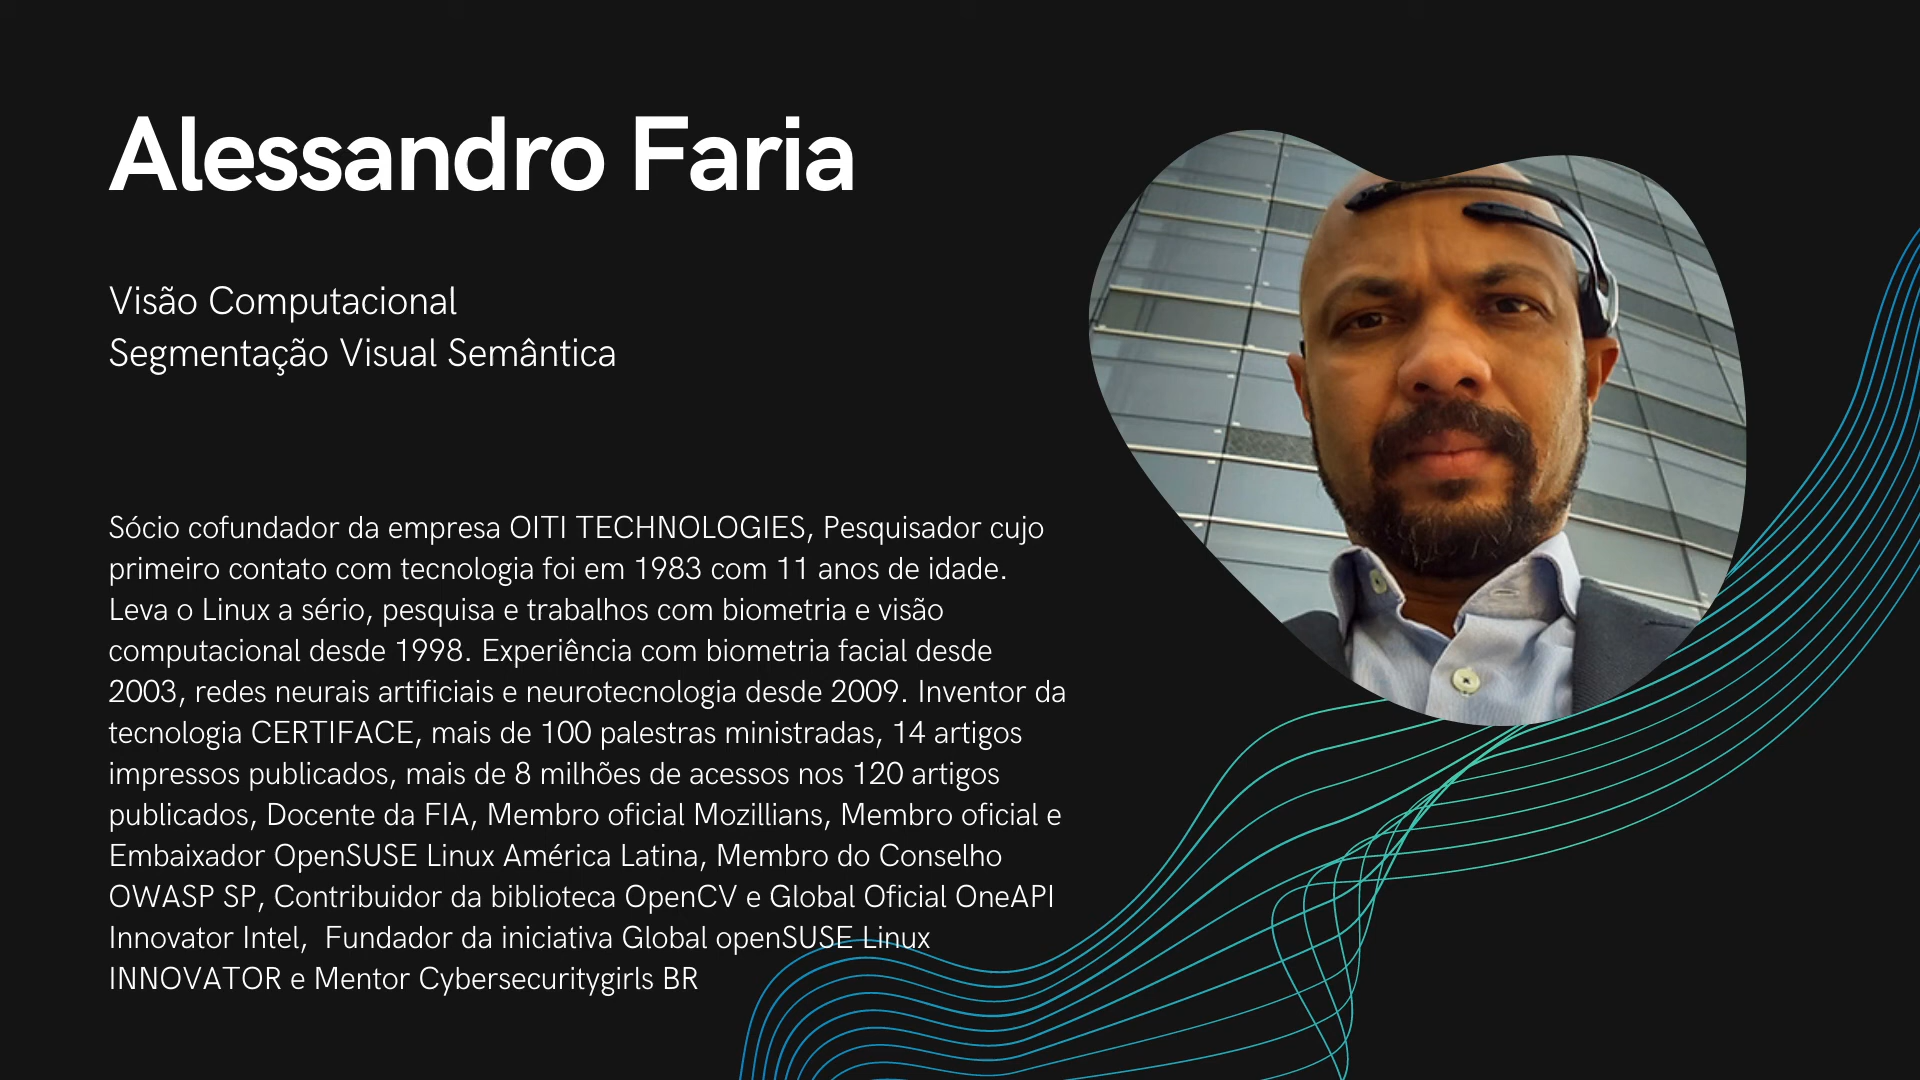 Alessandro Faria
Visão Computacional
Segmentação Visual Semântica
Sócio cofundador da empresa OITI TECHNOLOGIES, Pesquisador cujo
primeiro contato com tecnologia foi em 1983 com 11 anos de idade.
Leva o Linux a sério, pesquisa e trabalhos com biometria e visão
computacional desde 1998. Experiência com biometria facial desde
2003, redes neurais artificiais e neurotecnologia desde 2009. Inventor da
tecnologia CERTIFACE, mais de 100 palestras ministradas, 14 artigos
impressos publicados, mais de 8 milhões de acessos nos 120 artigos
publicados, Docente da FIA, Membro oficial Mozillians, Membro oficial e
Embaixador OpenSUSE Linux América Latina, Membro do Conselho
OWASP SP, Contribuidor da biblioteca OpenCV e Global Oficial OneAPI
Innovator Intel,  Fundador da iniciativa Global openSUSE Linux
INNOVATOR e Mentor Cybersecuritygirls BR